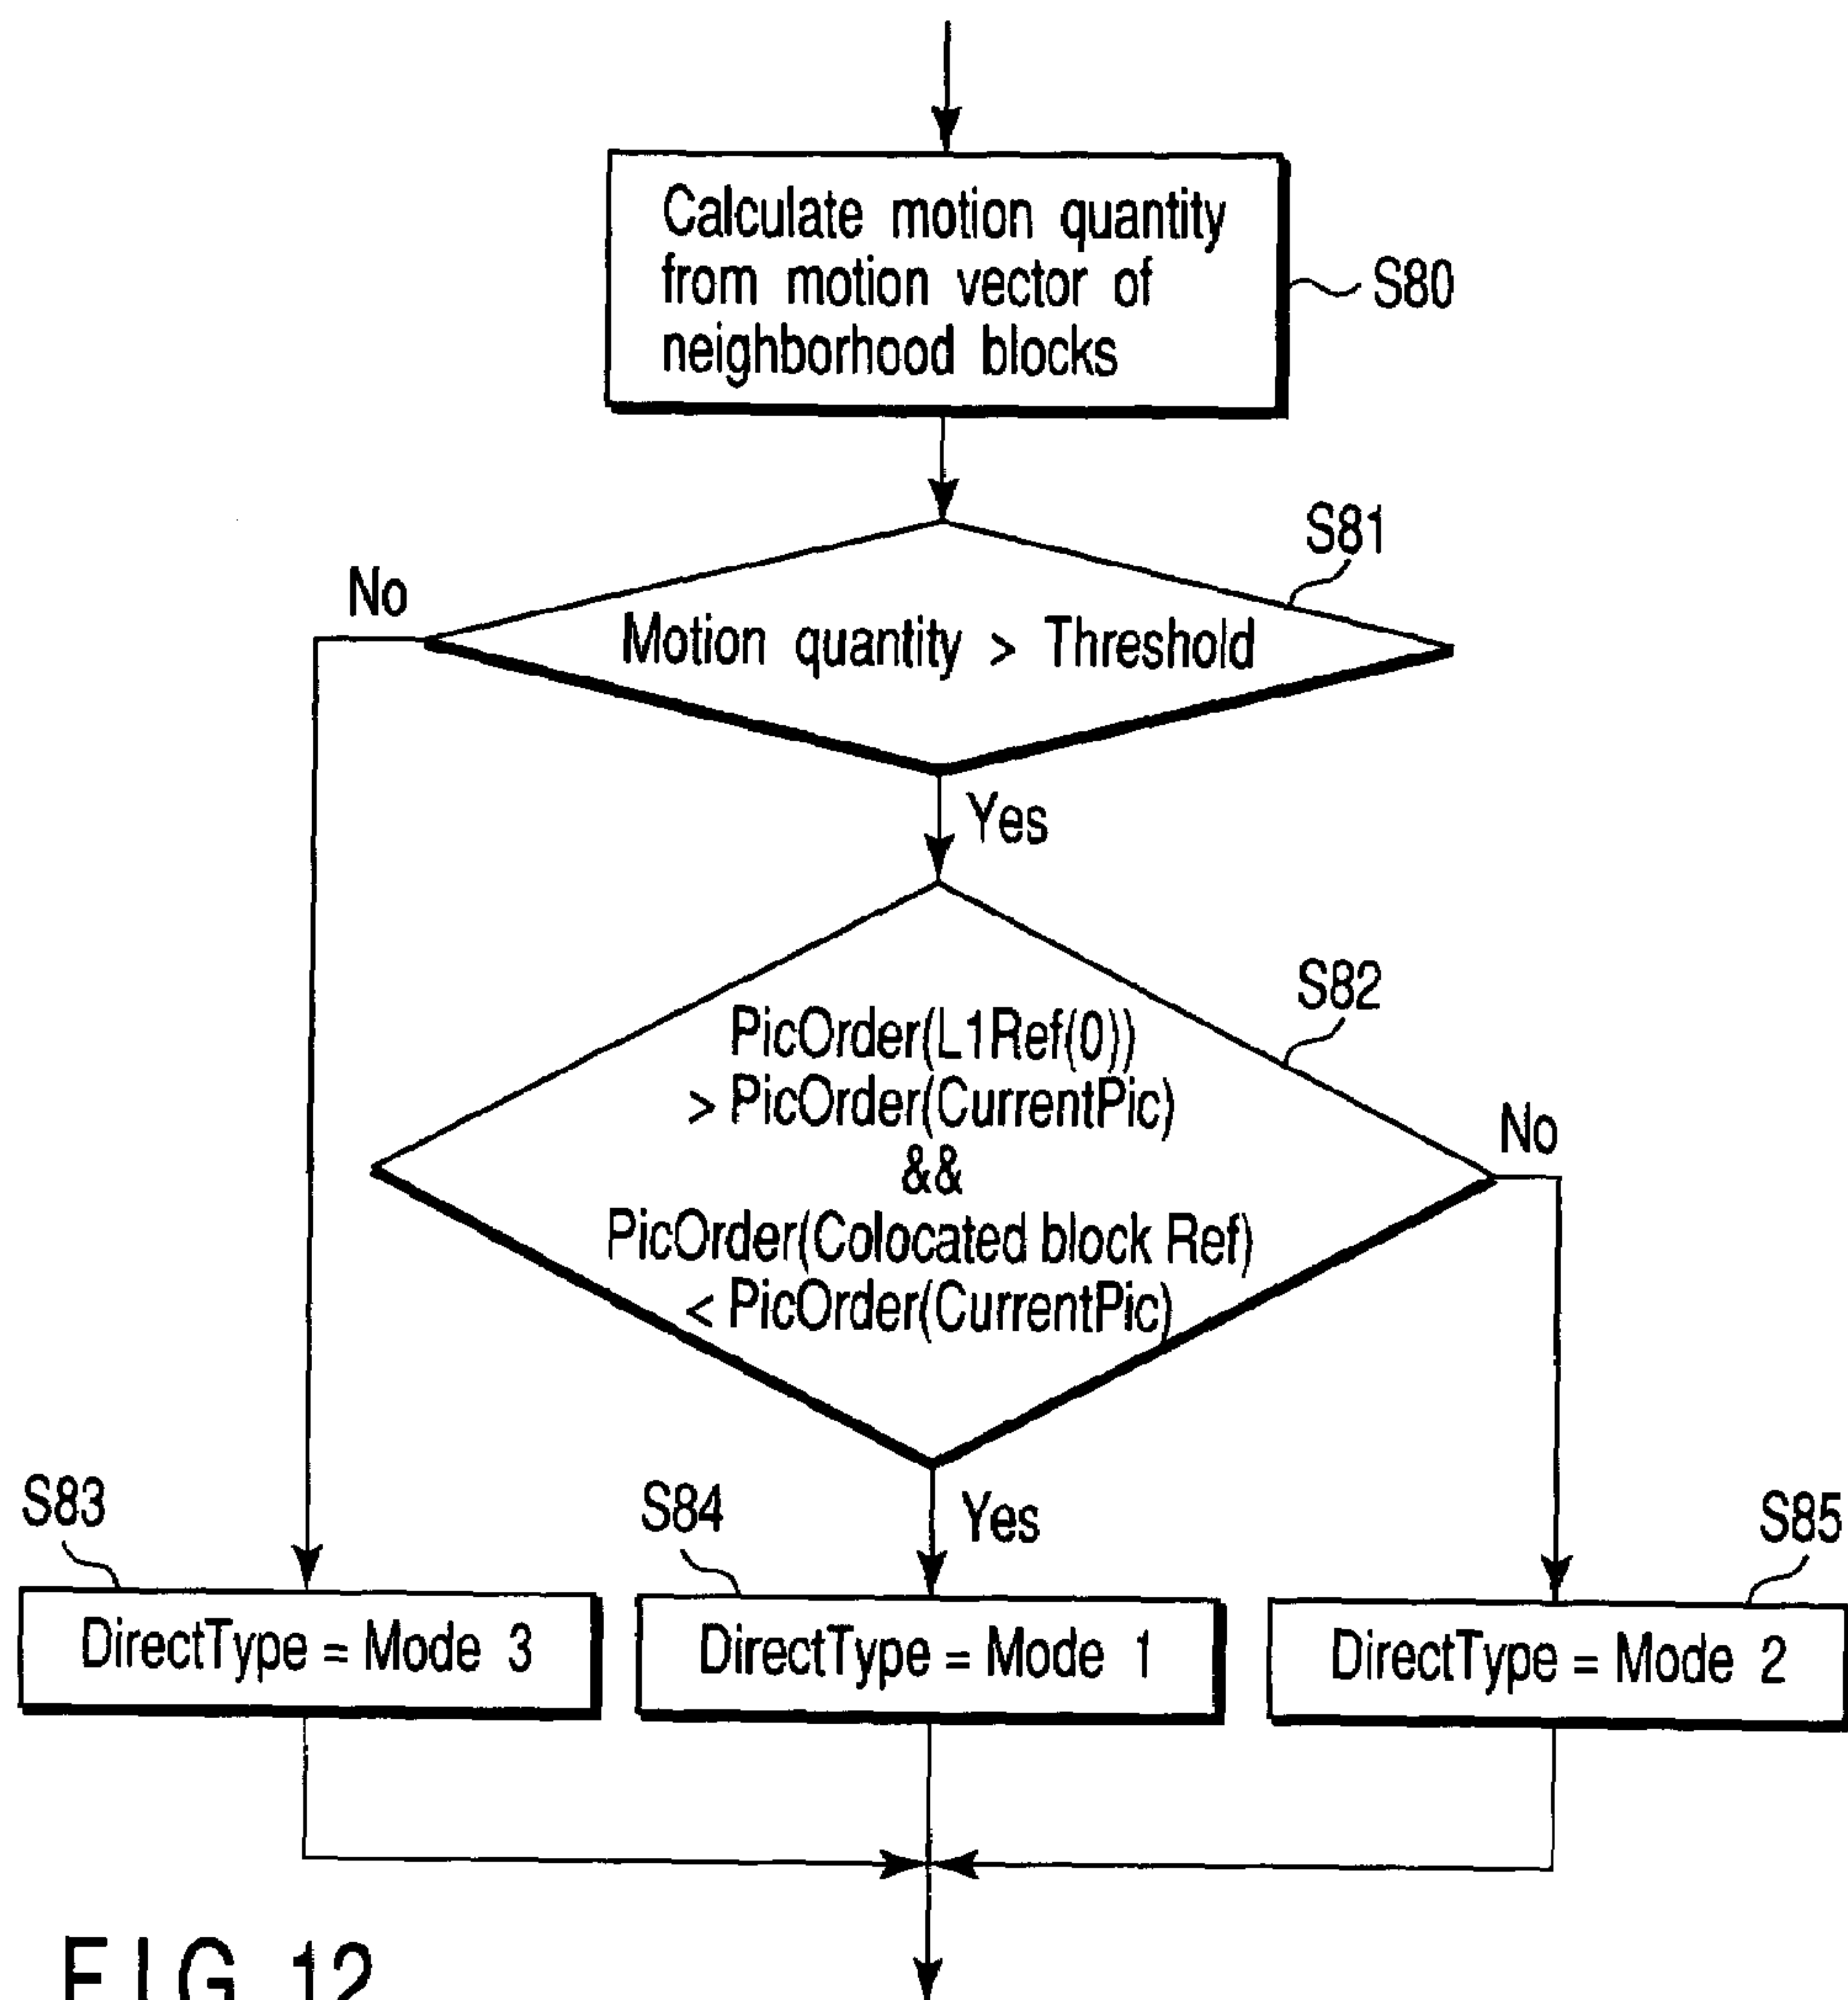 Calculate motion quantity
from motion vector of
neighborhood blocks
S80
S81
No
Motion quantity > Threshold
Yes
S82
PicOrder(L1Ref(0))
> PicOrder(CurrentPic)
&&
PicOrder(Colocated block Ref)
< PicOrder(CurrentPic)
No
S83
S84
Yes
S85
DirectType = Mode 3
DirectType = Mode 1
DirectType = Mode 2
FIG. 12